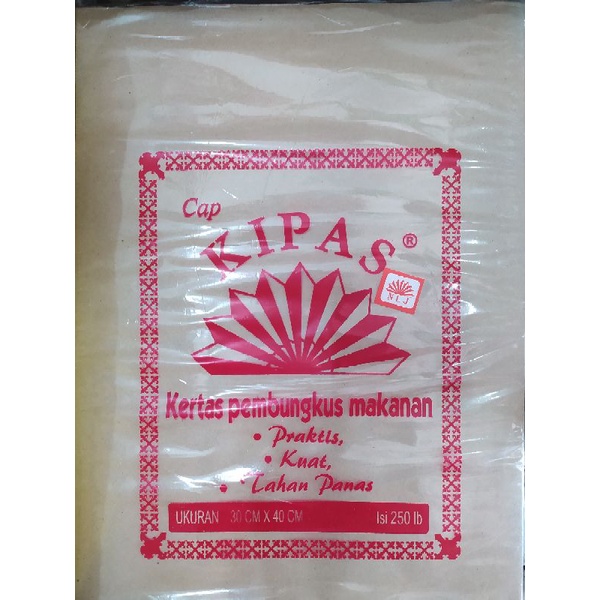 Cap
KIPAS ®
NLJ
Kertas pembungkus makanan
• Praktis,
• Kuat,
• Tahan Panas
UKURAN 30 CM X 40 CM Isi 250 lb